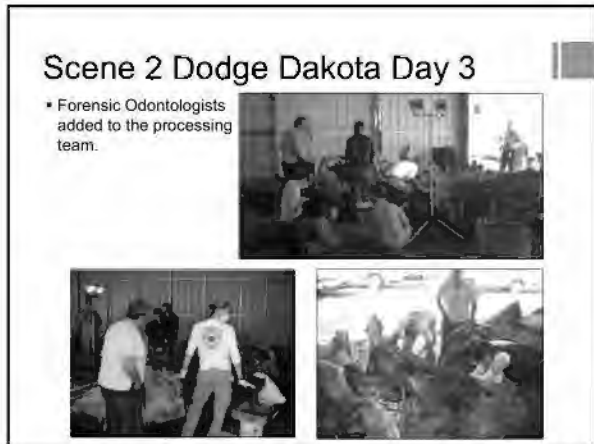 Scene 2 Dodge Dakota Day 3
▪ Forensic Odontologists
added to the processing
team.